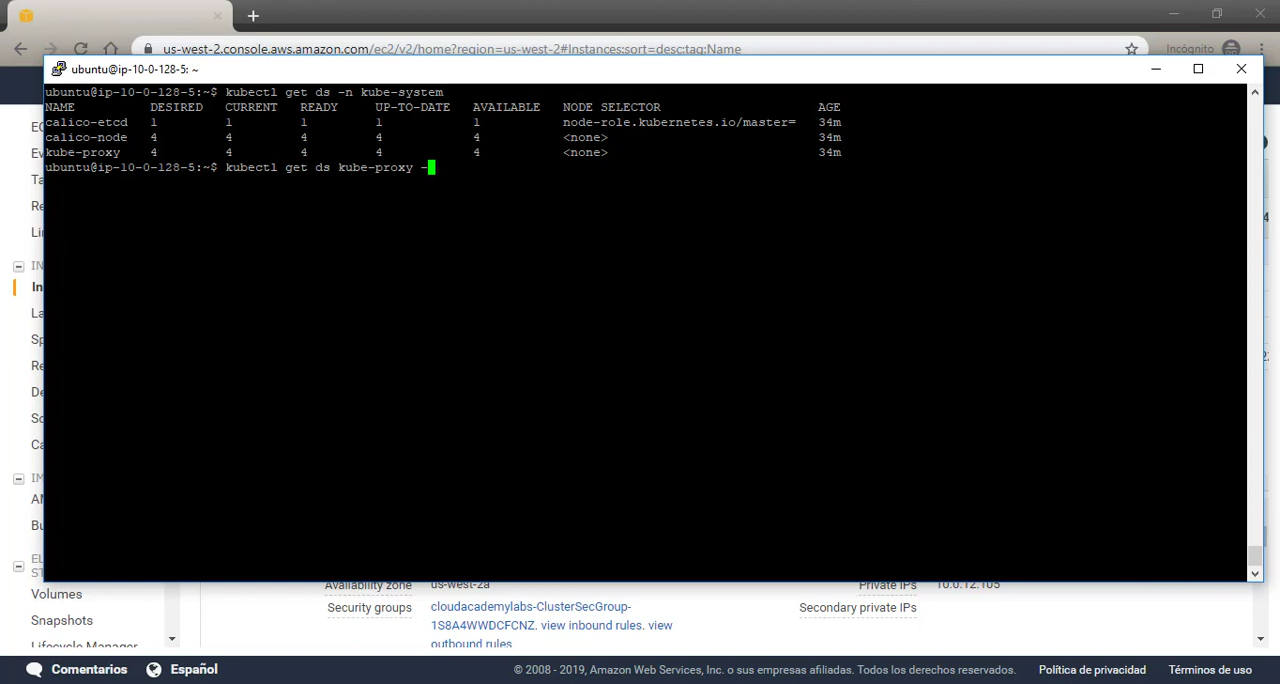 us-west-2.console.aws.amazon.com/ec2/v2/home?region=us-west-2#Instances:sort=desc:tag:Name
Incógnito
ubuntu@ip-10-0-128-5: ~
ubuntu@ip-10-0-128-5:~$ kubectl get ds -n kube-system
NAME DESIRED CURRENT READY UP-TO-DATE AVAILABLE NODE SELECTOR AGE
calico-etcd 1 1 1 1 1 node-role.kubernetes.io/master= 34m
calico-node 4 4 4 4 4 <none> 34m
kube-proxy 4 4 4 4 4 <none> 34m
ubuntu@ip-10-0-128-5:~$ kubectl get ds kube-proxy -
EC
Ev
Ta
Re
Lin
IN
In
La
Sp
Re
De
Sc
Ca
IM
AM
Bu
EL
ST
Volumes
Snapshots
Lifecycle Manager
Availability zone us-west-2a Private IPs 10.0.12.105
Security groups cloudacademylabs-ClusterSecGroup- Secondary private IPs
1S8A4WWDCFCNZ. view inbound rules. view
outbound rules
Comentarios Español © 2008 - 2019, Amazon Web Services, Inc. o sus empresas afiliadas. Todos los derechos reservados. Política de privacidad Términos de uso